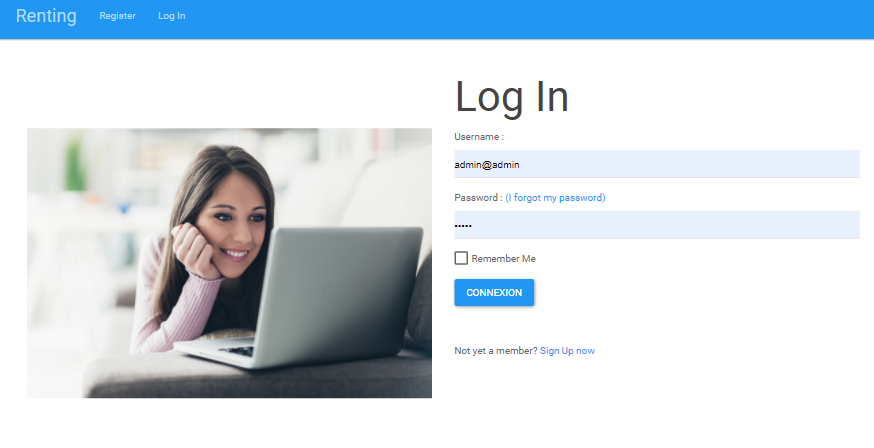 Renting Register Log In
Log In
Username :
admin@admin
Password : (I forgot my password)
•••••
Remember Me
CONNEXION
Not yet a member? Sign Up now